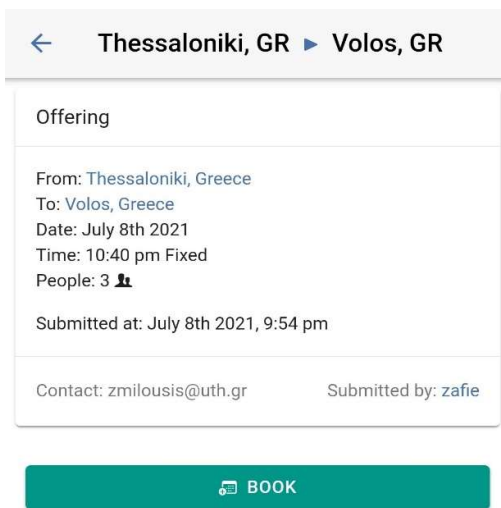 Thessaloniki, GR ► Volos, GR
Offering
From: Thessaloniki, Greece
To: Volos, Greece
Date: July 8th 2021
Time: 10:40 pm Fixed
People: 3
Submitted at: July 8th 2021, 9:54 pm
Contact: zmilousis@uth.gr Submitted by: zafie
BOOK